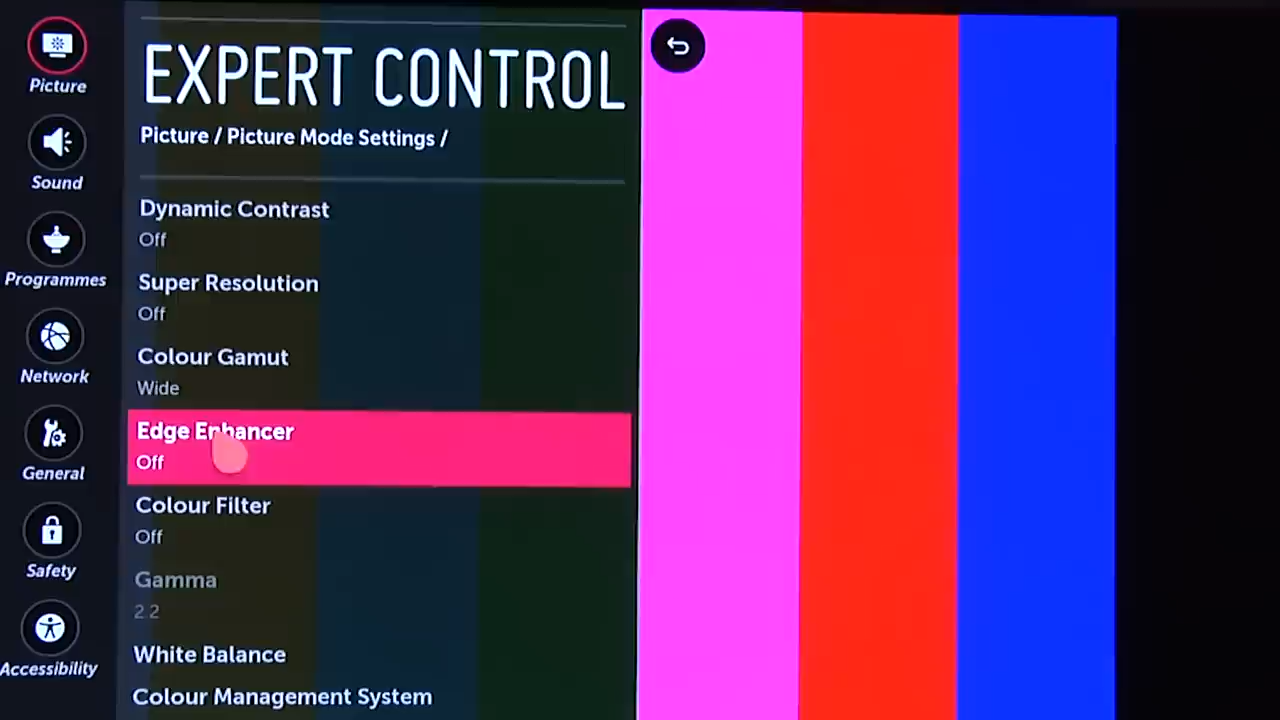 EXPERT CONTROL
Picture / Picture Mode Settings /
Picture
Sound
Programmes
Network
General
Safety
Accessibility
Dynamic Contrast
Off
Super Resolution
Off
Colour Gamut
Wide
Edge Enhancer
Off
Colour Filter
Off
Gamma
2.2
White Balance
Colour Management System